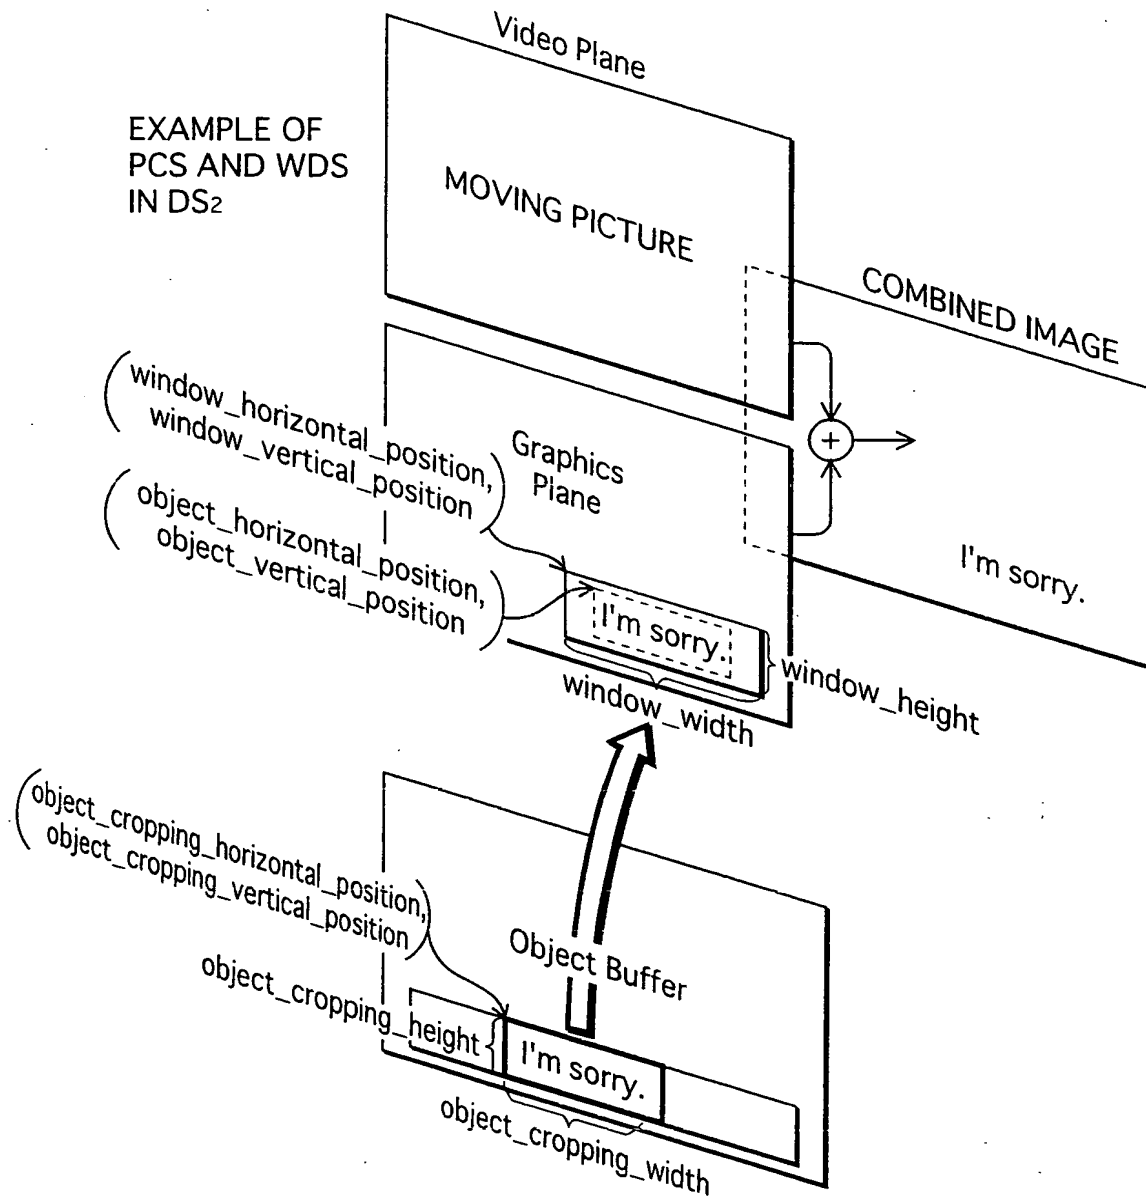 Video Plane
EXAMPLE OF
PCS AND WDS
IN DS2
MOVING PICTURE
COMBINED IMAGE
(window_horizontal_position,
window_vertical_position)
Graphics
Plane
+
(object_horizontal_position,
object_vertical_position)
I'm sorry.
I'm sorry.
window_height
window_width
(object_cropping_horizontal_position,
object_cropping_vertical_position)
Object Buffer
object_cropping_height
I'm sorry.
object_cropping_width